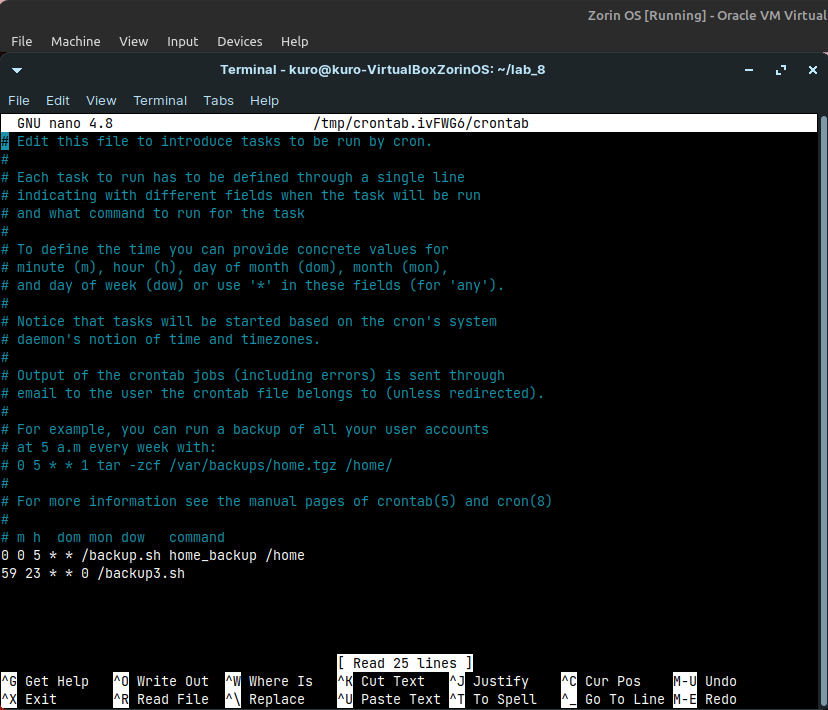 Zorin OS [Running] - Oracle VM Virtual
File Machine View Input Devices Help
Terminal - kuro@kuro-VirtualBoxZorinOS: ~/lab_8
File Edit View Terminal Tabs Help
GNU nano 4.8 /tmp/crontab.ivFWG6/crontab
# Edit this file to introduce tasks to be run by cron.
#
# Each task to run has to be defined through a single line
# indicating with different fields when the task will be run
# and what command to run for the task
#
# To define the time you can provide concrete values for
# minute (m), hour (h), day of month (dom), month (mon),
# and day of week (dow) or use '*' in these fields (for 'any').
#
# Notice that tasks will be started based on the cron's system
# daemon's notion of time and timezones.
#
# Output of the crontab jobs (including errors) is sent through
# email to the user the crontab file belongs to (unless redirected).
#
# For example, you can run a backup of all your user accounts
# at 5 a.m every week with:
# 0 5 * * 1 tar -zcf /var/backups/home.tgz /home/
#
# For more information see the manual pages of crontab(5) and cron(8)
#
# m h  dom mon dow   command
0 0 5 * * /backup.sh home_backup /home
59 23 * * 0 /backup3.sh
[ Read 25 lines ]
^G Get Help ^O Write Out ^W Where Is ^K Cut Text ^J Justify ^C Cur Pos M-U Undo
^X Exit ^R Read File ^\ Replace ^U Paste Text ^T To Spell ^_ Go To Line M-E Redo